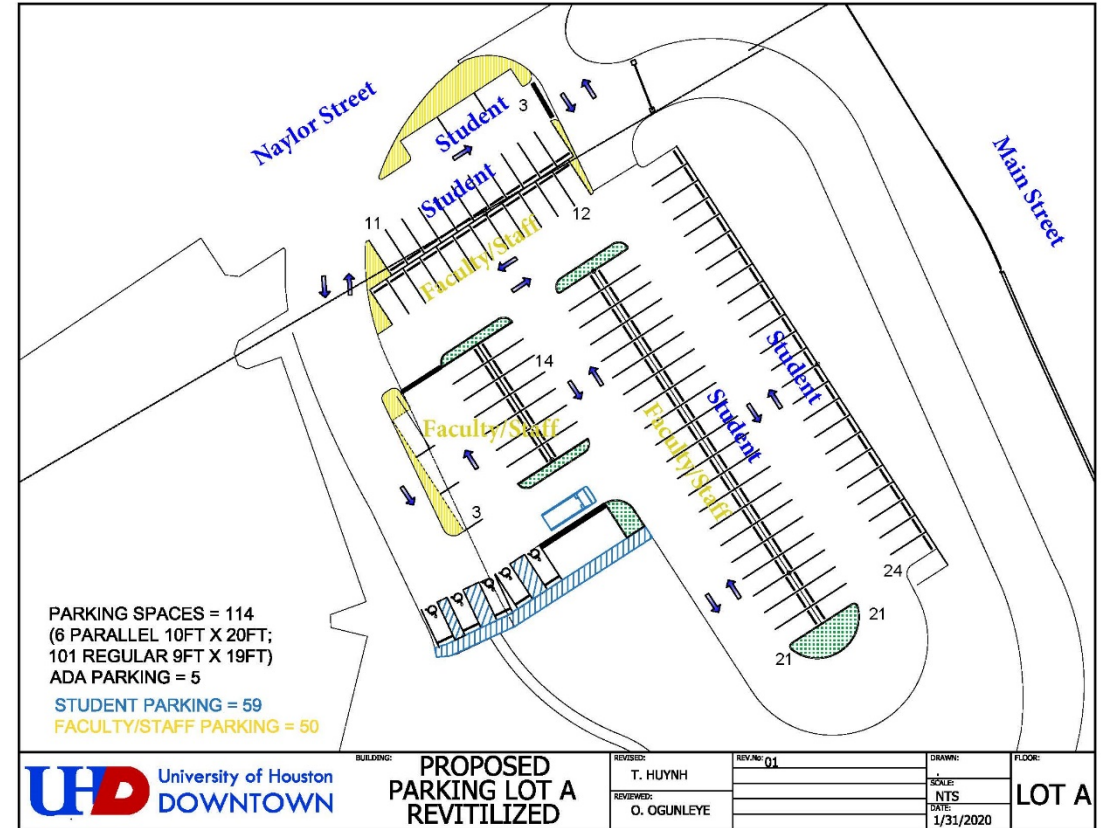 Naylor Street
Main Street
3
Student
Student
11
12
Faculty/Staff
14
Student
Student
Faculty/Staff
Faculty/Staff
3
24
21
21
PARKING SPACES = 114
(6 PARALLEL 10FT X 20FT;
101 REGULAR 9FT X 19FT)
ADA PARKING = 5
STUDENT PARKING = 59
FACULTY/STAFF PARKING = 50
UHD
University of Houston
DOWNTOWN
BUILDING:
PROPOSED
PARKING LOT A
REVITILIZED
REVISED:
T. HUYNH
REVIEWED:
O. OGUNLEYE
REV.No: 01
DRAWN:
.
SCALE:
NTS
DATE:
1/31/2020
FLOOR:
LOT A